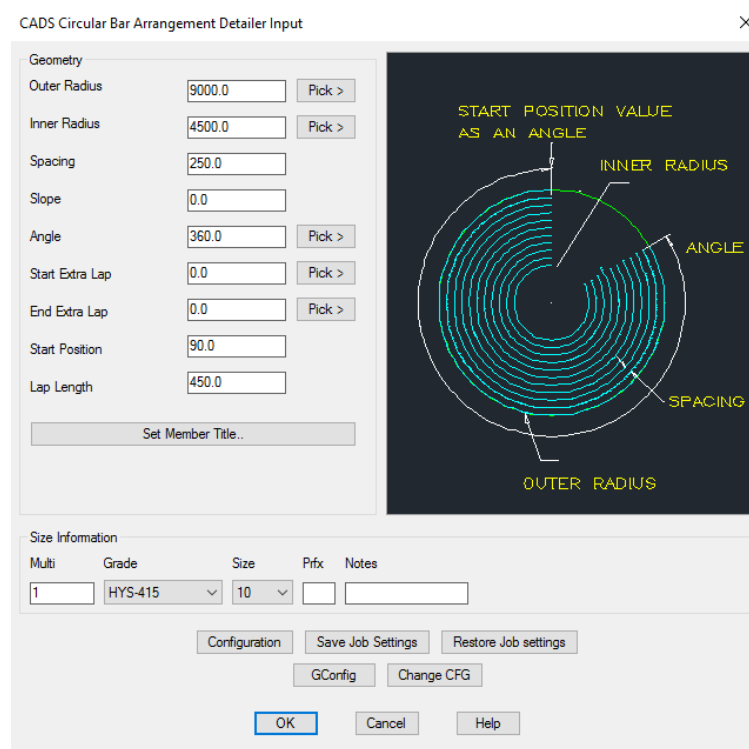 CADS Circular Bar Arrangement Detailer Input
Geometry
Outer Radius 9000.0 Pick >
Inner Radius 4500.0 Pick >
Spacing 250.0
Slope 0.0
Angle 360.0 Pick >
Start Extra Lap 0.0 Pick >
End Extra Lap 0.0 Pick >
Start Position 90.0
Lap Length 450.0
Set Member Title..
START POSITION VALUE
AS AN ANGLE
INNER RADIUS
ANGLE
SPACING
OUTER RADIUS
Size Information
Multi Grade Size Prfx Notes
1 HYS-415 10
Configuration Save Job Settings Restore Job settings
GConfig Change CFG
OK Cancel Help